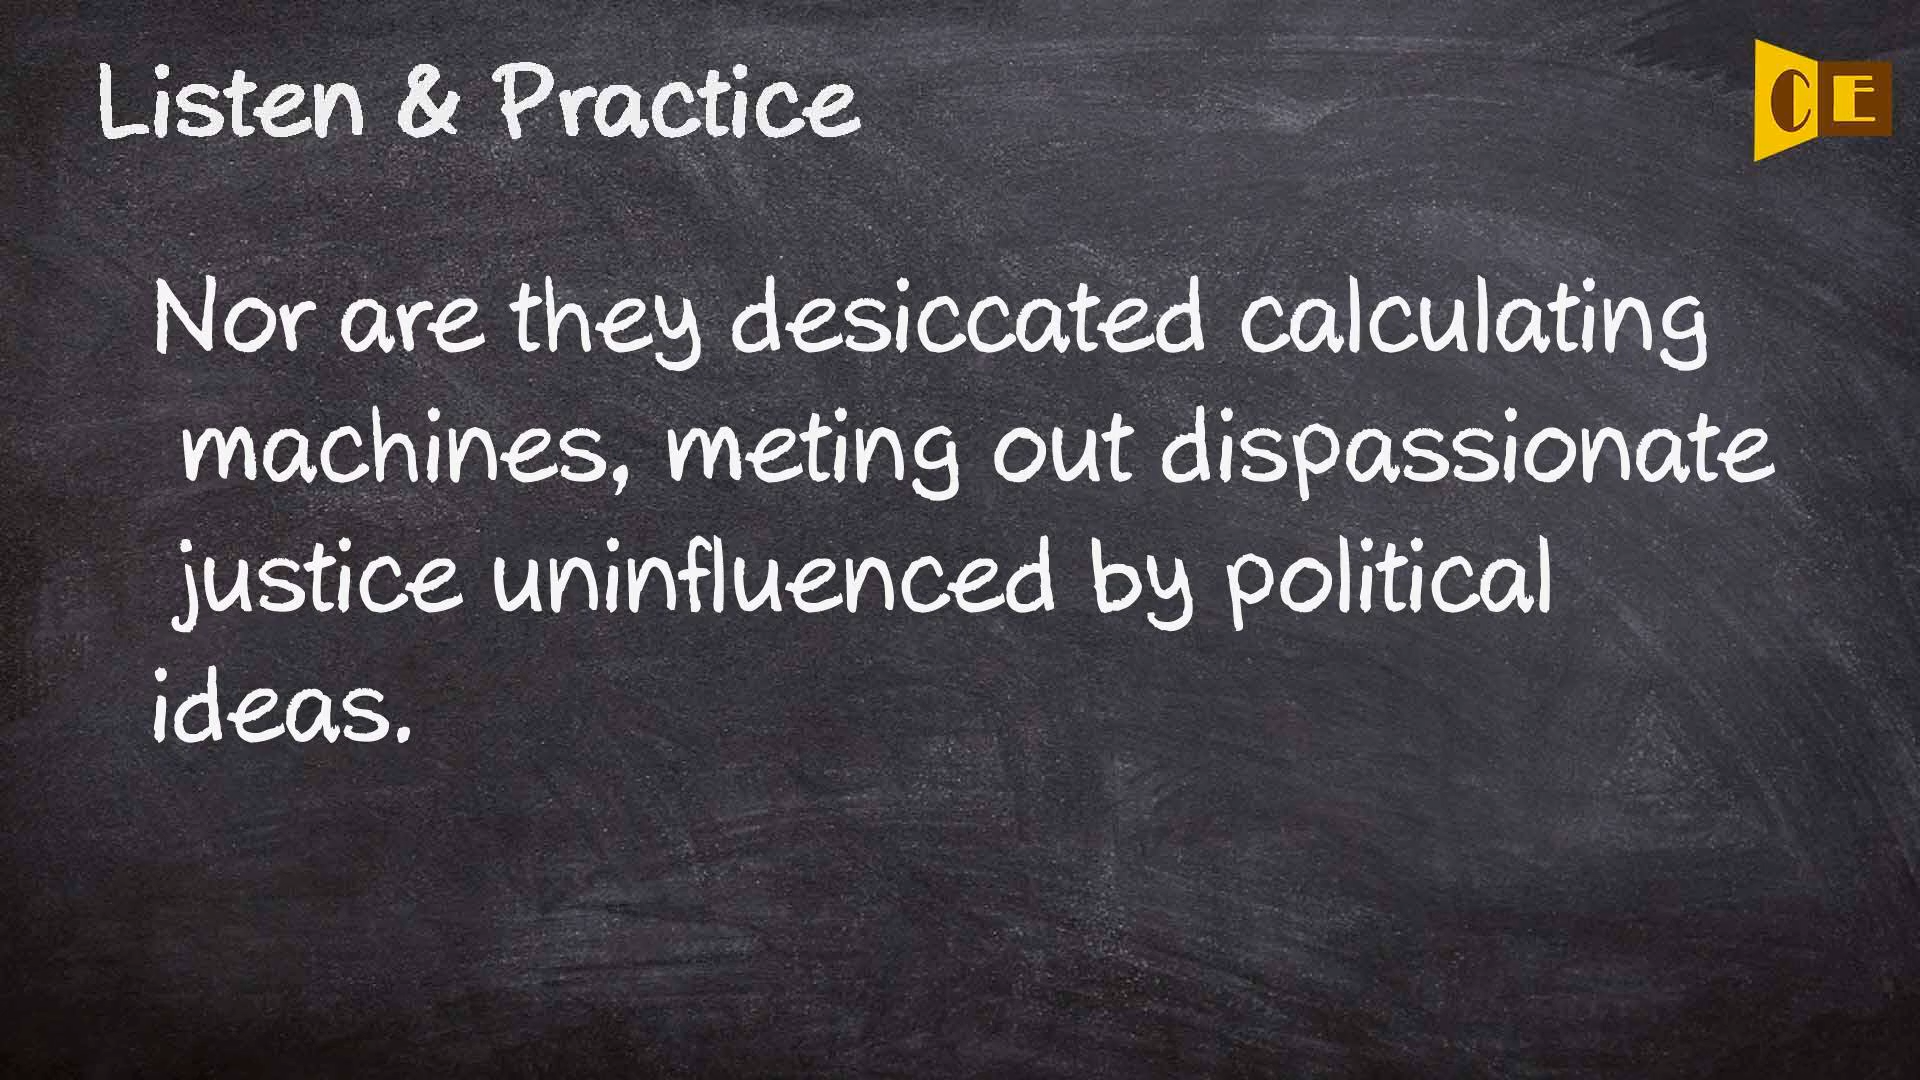 Listen & Practice
CE
Nor are they desiccated calculating
machines, meting out dispassionate
justice uninfluenced by political
ideas.